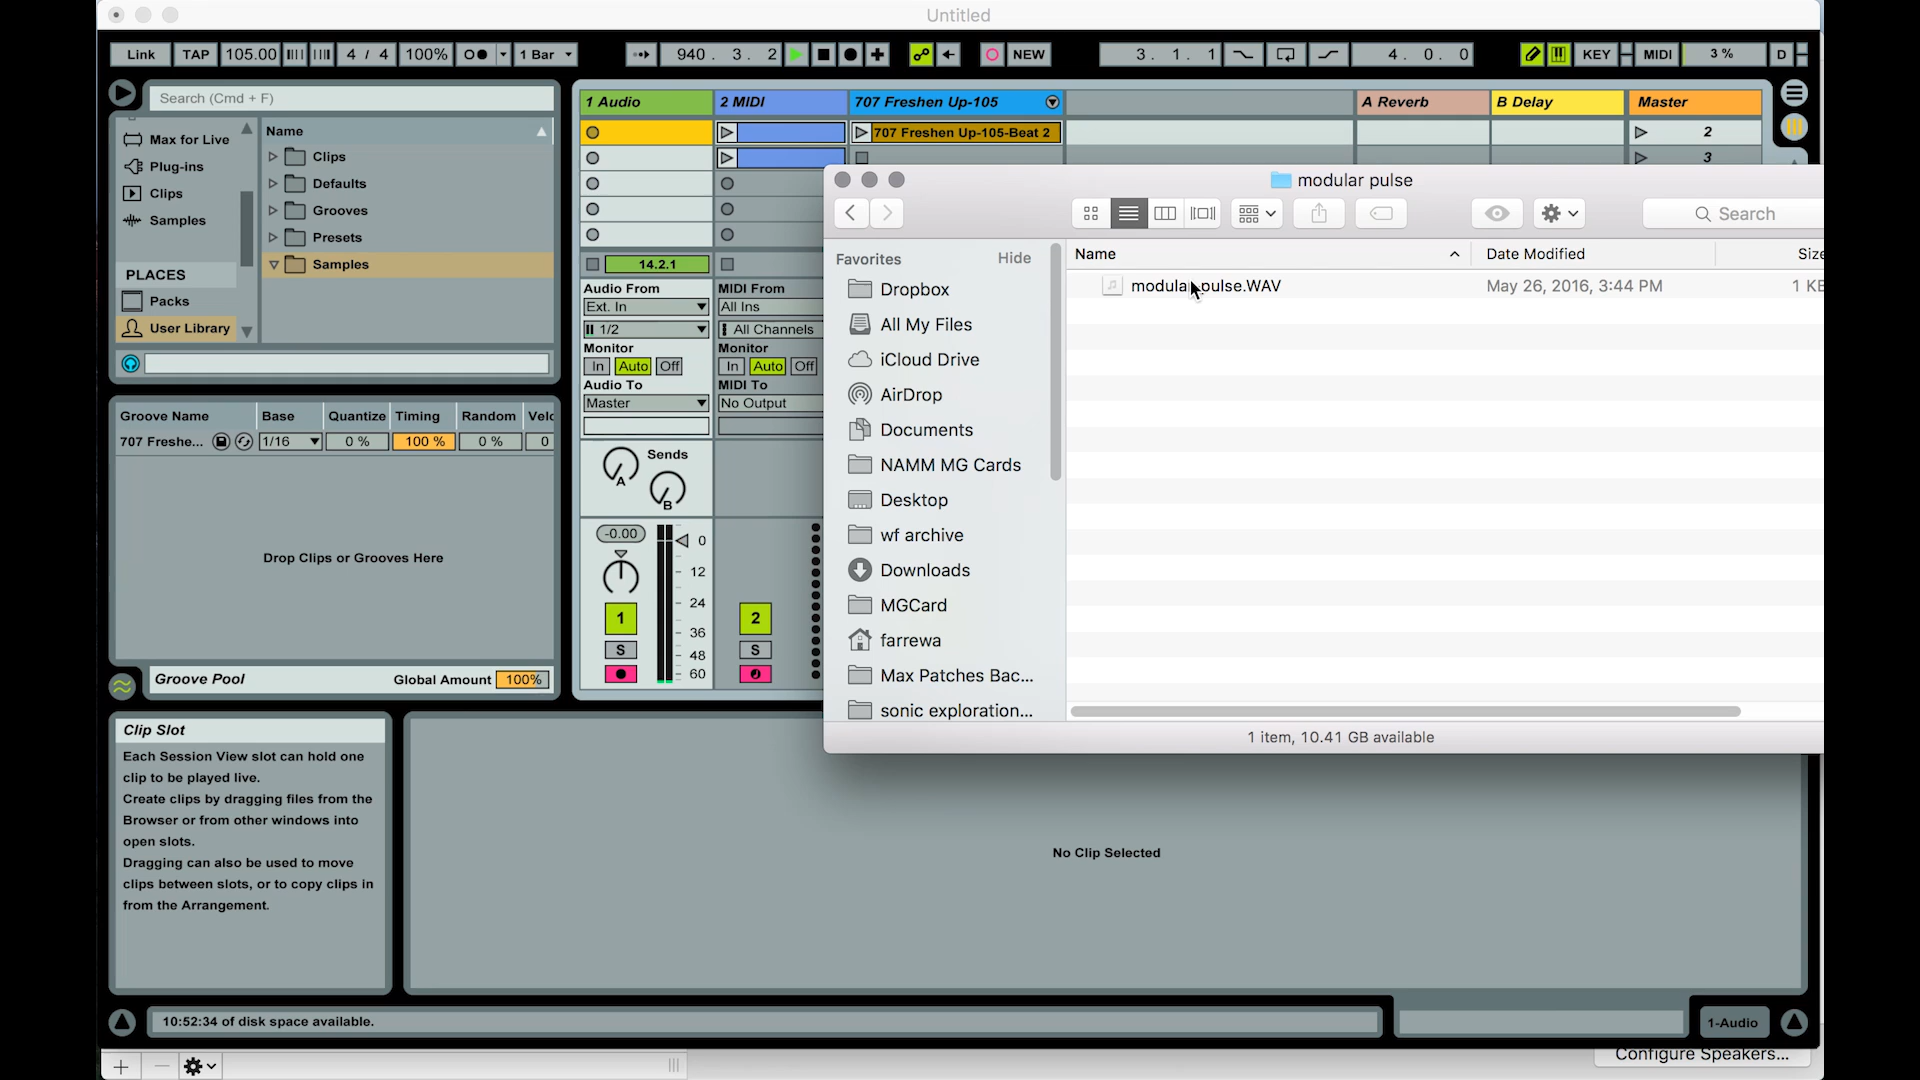 Untitled
Link TAP 105.00 4 / 4 100% 1 Bar 940. 3. 2 NEW 3. 1. 1 4. 0. 0 KEY MIDI 3 % D
Search (Cmd + F)
Max for Live
Plug-ins
Clips
Samples
PLACES
Packs
User Library
Name
Clips
Defaults
Grooves
Presets
Samples
Groove Name Base Quantize Timing Random Velc
707 Freshe... 1/16 0 % 100 % 0 % 0
Drop Clips or Grooves Here
Groove Pool Global Amount 100%
1 Audio 2 MIDI 707 Freshen Up-105 A Reverb B Delay Master
707 Freshen Up-105-Beat 2 2
3
14.2.1
Audio From
Ext. In
1/2
Monitor
In Auto Off
Audio To
Master
MIDI From
All Ins
All Channels
Monitor
In Auto Off
MIDI To
No Output
Sends
A
B
-0.00
0
12
24
36
48
60
1
S
2
S
modular pulse
Search
Favorites Hide
Dropbox
All My Files
iCloud Drive
AirDrop
Documents
NAMM MG Cards
Desktop
wf archive
Downloads
MGCard
farrewa
Max Patches Bac...
sonic exploration...
Name Date Modified Size
modular pulse.WAV May 26, 2016, 3:44 PM 1 KB
1 item, 10.41 GB available
Clip Slot
Each Session View slot can hold one
clip to be played live.
Create clips by dragging files from the
Browser or from other windows into
open slots.
Dragging can also be used to move
clips between slots, or to copy clips in
from the Arrangement.
No Clip Selected
10:52:34 of disk space available.
1-Audio
Configure Speakers...